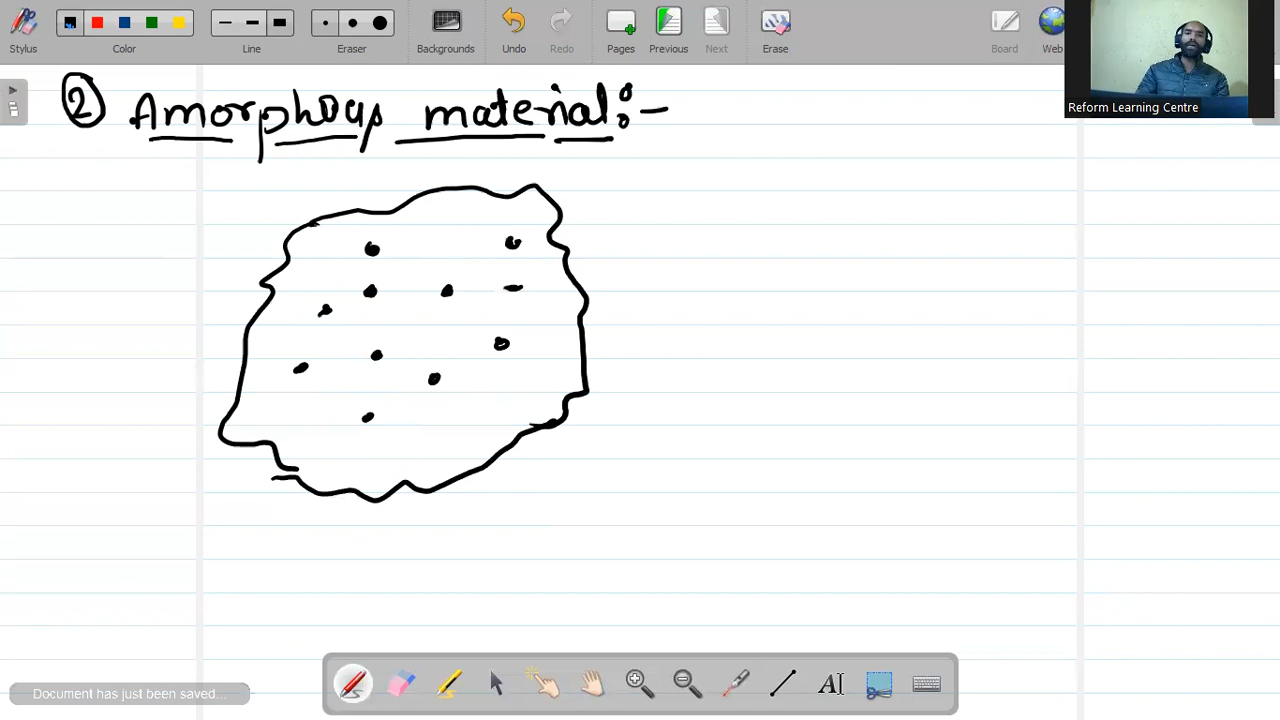 Stylus
Color
Line
Eraser
Backgrounds
Undo
Redo
Pages
Previous
Next
Erase
Board
Web
Reform Learning Centre
② Amorphous material:-
Document has just been saved...
AI